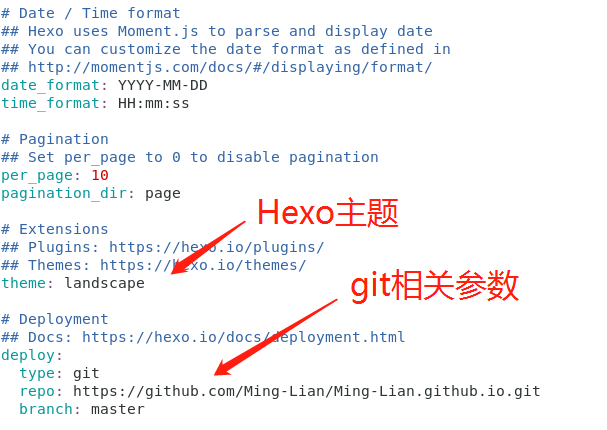 # Date / Time format
## Hexo uses Moment.js to parse and display date
## You can customize the date format as defined in
## http://momentjs.com/docs/#/displaying/format/
date_format: YYYY-MM-DD
time_format: HH:mm:ss
# Pagination
## Set per_page to 0 to disable pagination
per_page: 10
pagination_dir: page
Hexo主题
# Extensions
## Plugins: https://hexo.io/plugins/
## Themes: https://hexo.io/themes/
theme: landscape
git相关参数
# Deployment
## Docs: https://hexo.io/docs/deployment.html
deploy:
  type: git
  repo: https://github.com/Ming-Lian/Ming-Lian.github.io.git
  branch: master